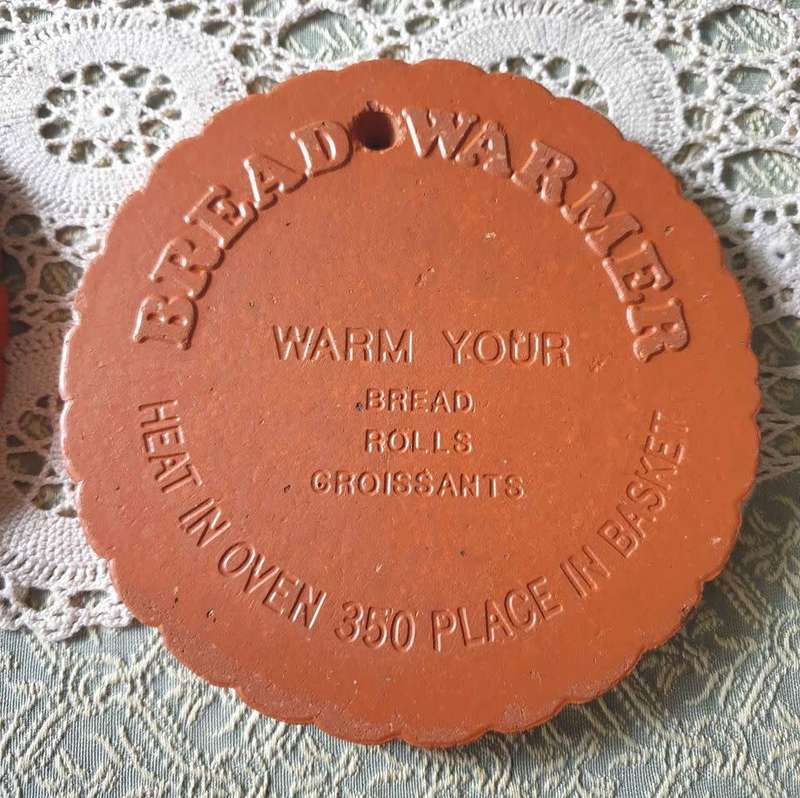 BREAD WARMER
WARM YOUR
BREAD
ROLLS
CROISSANTS
HEAT IN OVEN 350 PLACE IN BASKET